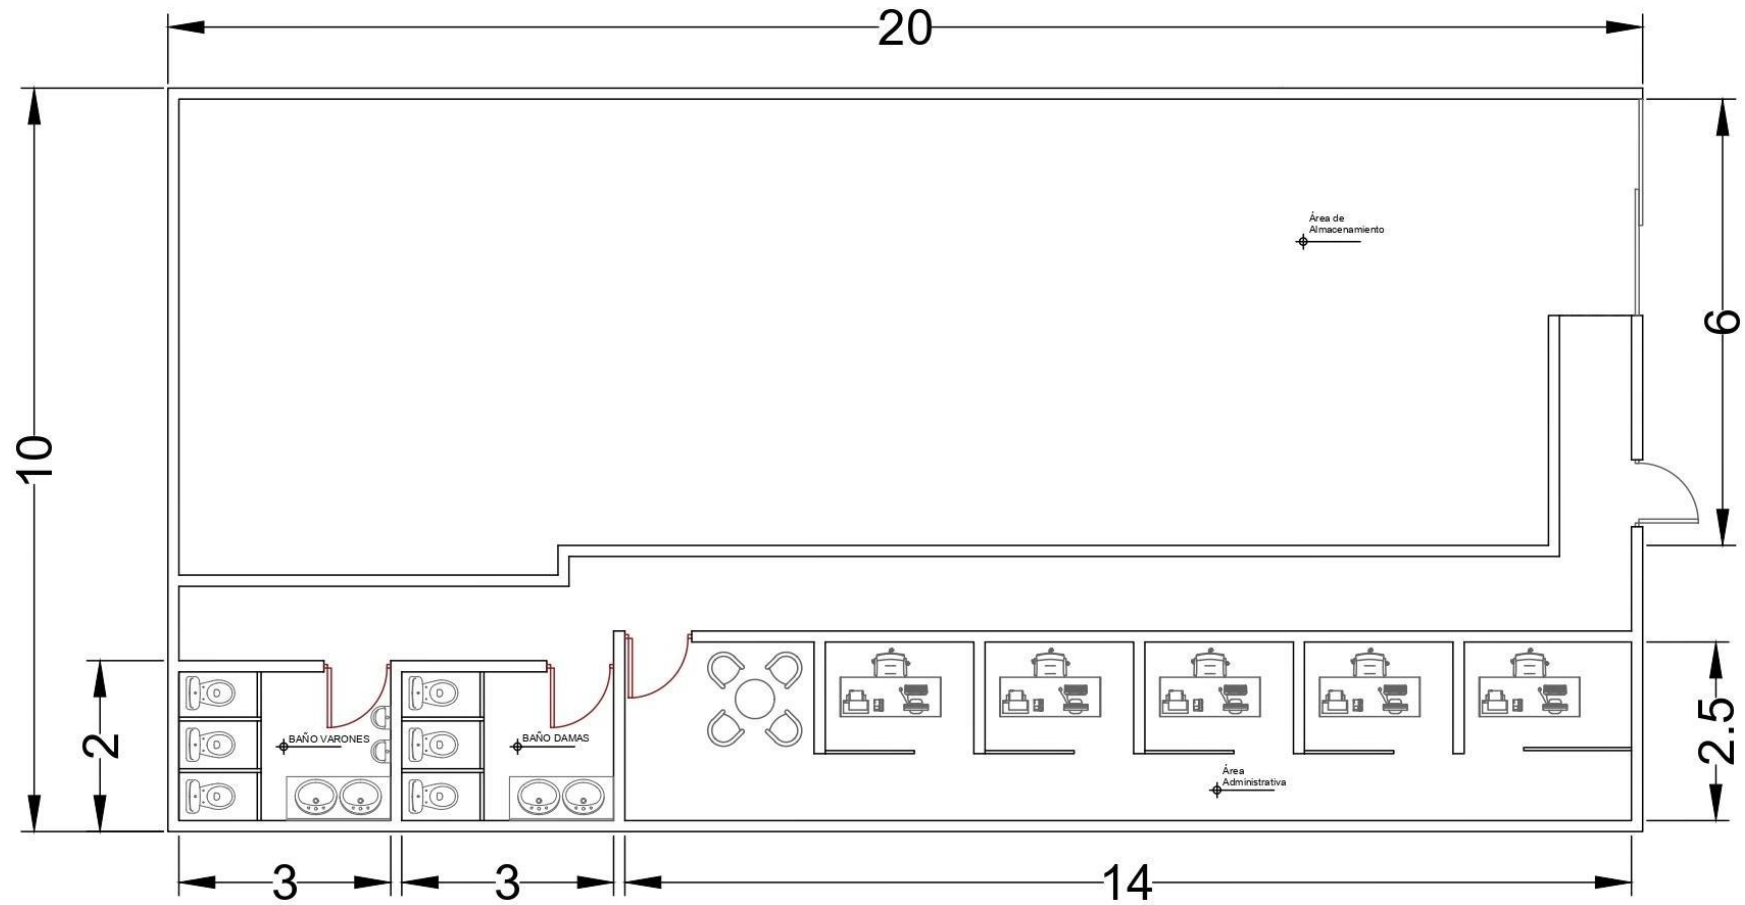 20
Área de
Almacenamiento
6
10
BAÑO VARONES
BAÑO DAMAS
2
2.5
Área
Administrativa
3
3
14